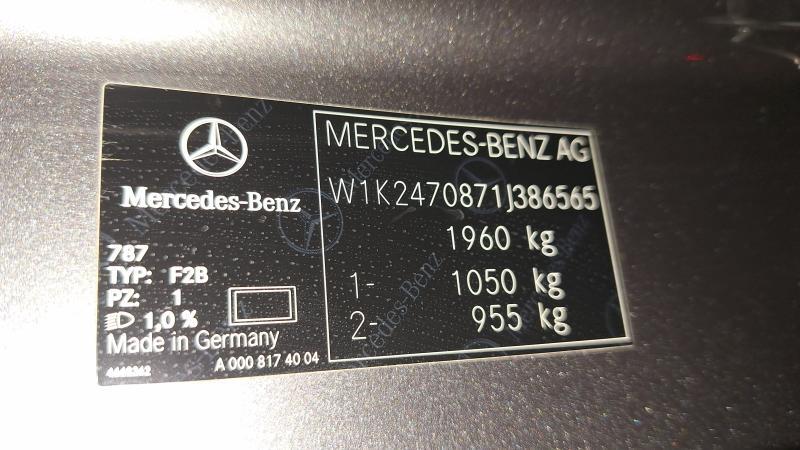 Mercedes-Benz
787
TYP: F2B
PZ: 1
1,0 %
Made in Germany
A 000 817 40 04
MERCEDES-BENZ AG
W1K2470871J386565
1960 kg
1- 1050 kg
2- 955 kg